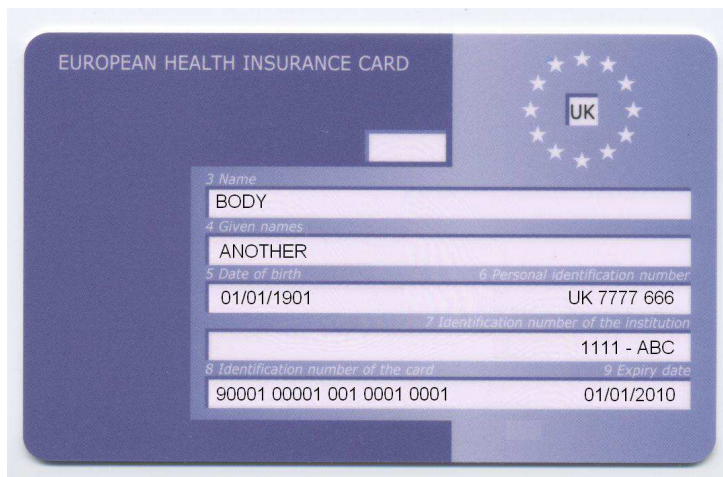 EUROPEAN HEALTH INSURANCE CARD
UK
3 Name
BODY
4 Given names
ANOTHER
5 Date of birth 6 Personal identification number
01/01/1901 UK 7777 666
7 Identification number of the institution
1111 - ABC
8 Identification number of the card 9 Expiry date
90001 00001 001 0001 0001 01/01/2010